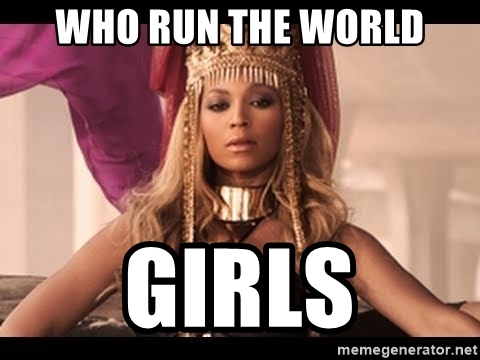 WHO RUN THE WORLD
GIRLS
memegenerator.net